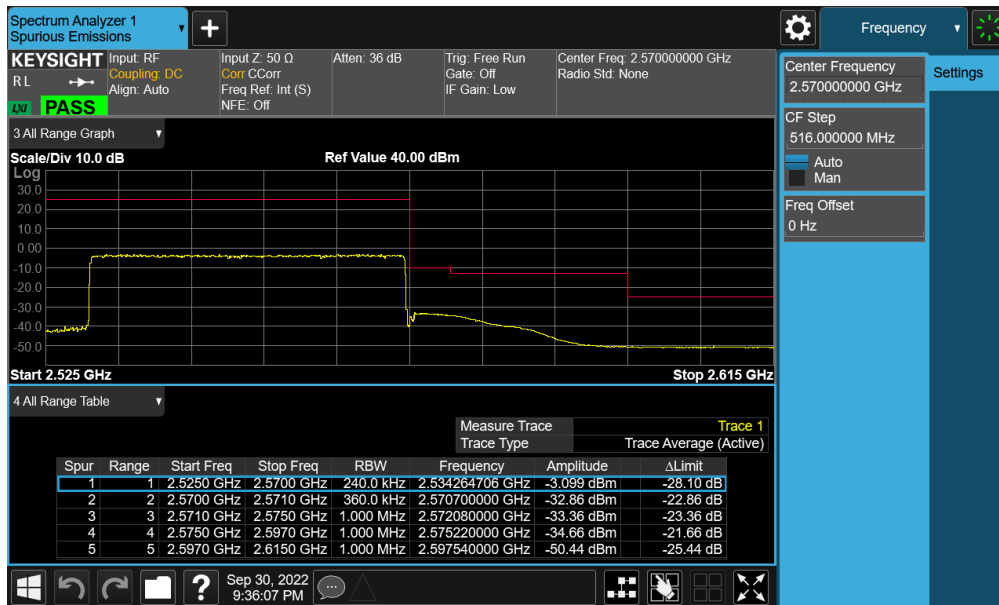 Spectrum Analyzer 1
Spurious Emissions
+
Frequency
KEYSIGHT
RL
LXI
PASS
Input: RF
Coupling: DC
Align: Auto
Input Z: 50 Ω
Corr CCorr
Freq Ref: Int (S)
NFE: Off
Atten: 36 dB
Trig: Free Run
Gate: Off
IF Gain: Low
Center Freq: 2.570000000 GHz
Radio Std: None
Center Frequency
2.570000000 GHz
Settings
CF Step
516.000000 MHz
Auto
Man
Freq Offset
0 Hz
3 All Range Graph
Scale/Div 10.0 dB
Ref Value 40.00 dBm
Log
30.0
20.0
10.0
0.00
-10.0
-20.0
-30.0
-40.0
-50.0
Start 2.525 GHz
Stop 2.615 GHz
4 All Range Table
Measure Trace Trace 1
Trace Type Trace Average (Active)
Spur Range Start Freq Stop Freq RBW Frequency Amplitude ΔLimit
1 1 2.5250 GHz 2.5700 GHz 240.0 kHz 2.534264706 GHz -3.099 dBm -28.10 dB
2 2 2.5700 GHz 2.5710 GHz 360.0 kHz 2.570700000 GHz -32.86 dBm -22.86 dB
3 3 2.5710 GHz 2.5750 GHz 1.000 MHz 2.572080000 GHz -33.36 dBm -23.36 dB
4 4 2.5750 GHz 2.5970 GHz 1.000 MHz 2.575220000 GHz -34.66 dBm -21.66 dB
5 5 2.5970 GHz 2.6150 GHz 1.000 MHz 2.597540000 GHz -50.44 dBm -25.44 dB
?
Sep 30, 2022
9:36:07 PM